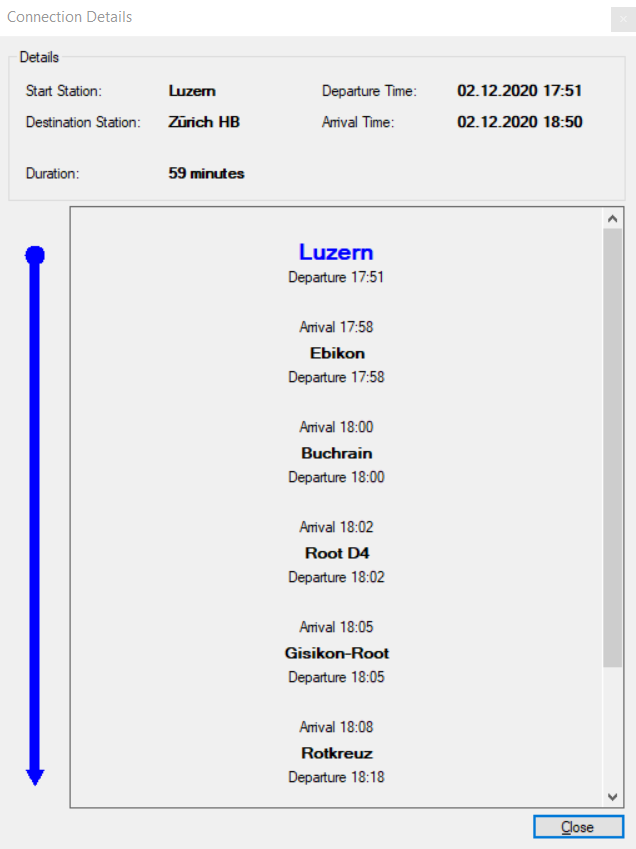 Connection Details
Details
Start Station: Luzern Departure Time: 02.12.2020 17:51
Destination Station: Zürich HB Arrival Time: 02.12.2020 18:50
Duration: 59 minutes
Luzern
Departure 17:51
Arrival 17:58
Ebikon
Departure 17:58
Arrival 18:00
Buchrain
Departure 18:00
Arrival 18:02
Root D4
Departure 18:02
Arrival 18:05
Gisikon-Root
Departure 18:05
Arrival 18:08
Rotkreuz
Departure 18:18
Close